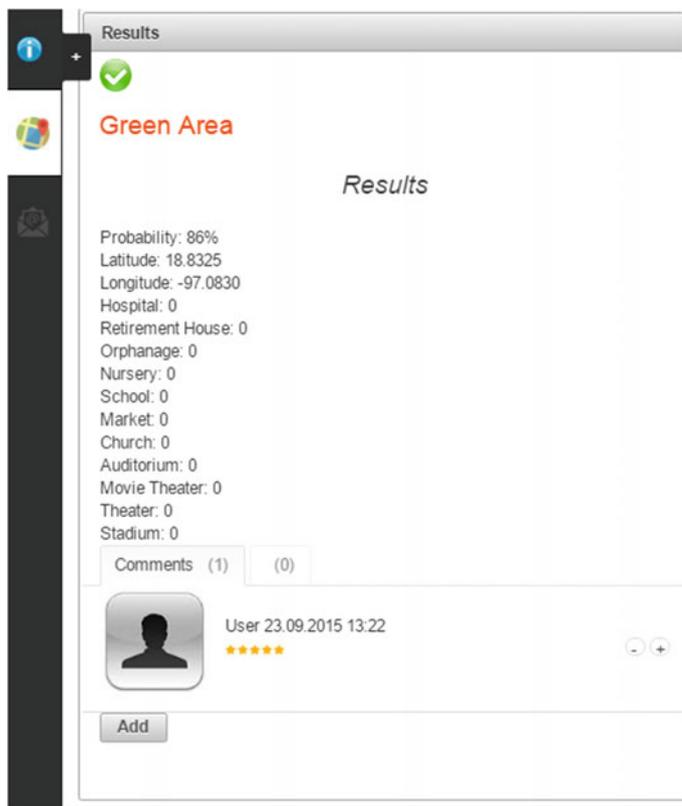 Results
+
Green Area
Results
Probability: 86%
Latitude: 18.8325
Longitude: -97.0830
Hospital: 0
Retirement House: 0
Orphanage: 0
Nursery: 0
School: 0
Market: 0
Church: 0
Auditorium: 0
Movie Theater: 0
Theater: 0
Stadium: 0
Comments (1) (0)
User 23.09.2015 13:22
- +
Add